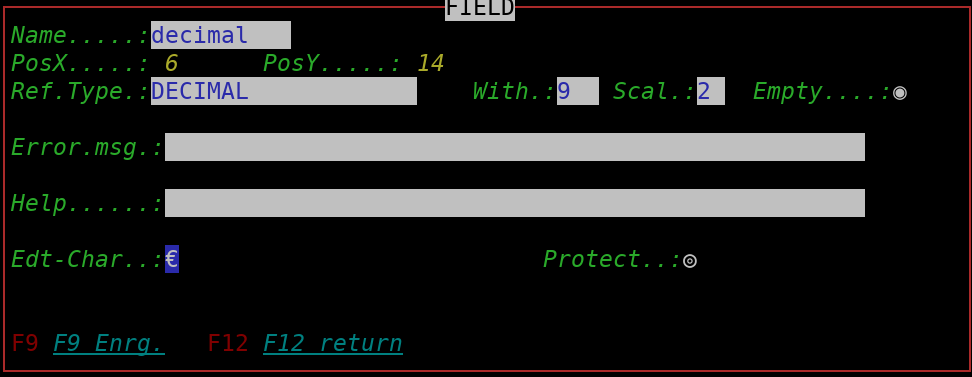 FIELD
Name.....:decimal
PosX.....: 6 PosY.....: 14
Ref.Type.:DECIMAL With.:9 Scal.:2 Empty....:◉
Error.msg.:
Help......:
Edt-Char..:€ Protect..:◎
F9 F9 Enrg. F12 F12 return